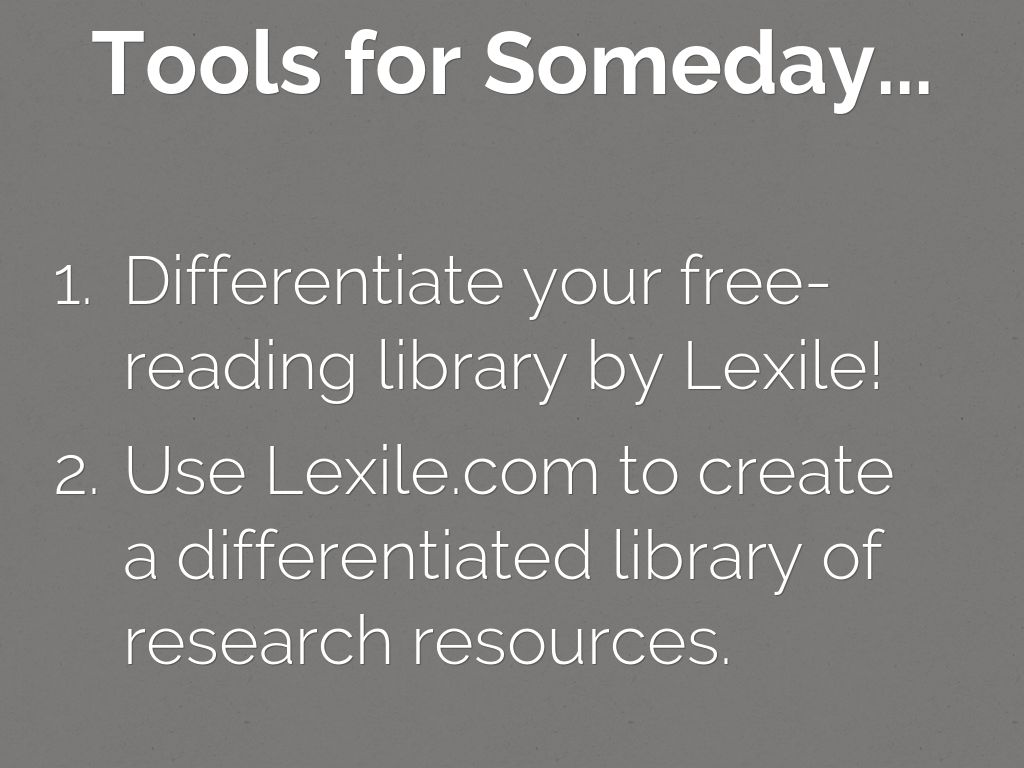 Tools for Someday...
1. Differentiate your free-
reading library by Lexile!
2. Use Lexile.com to create
a differentiated library of
research resources.